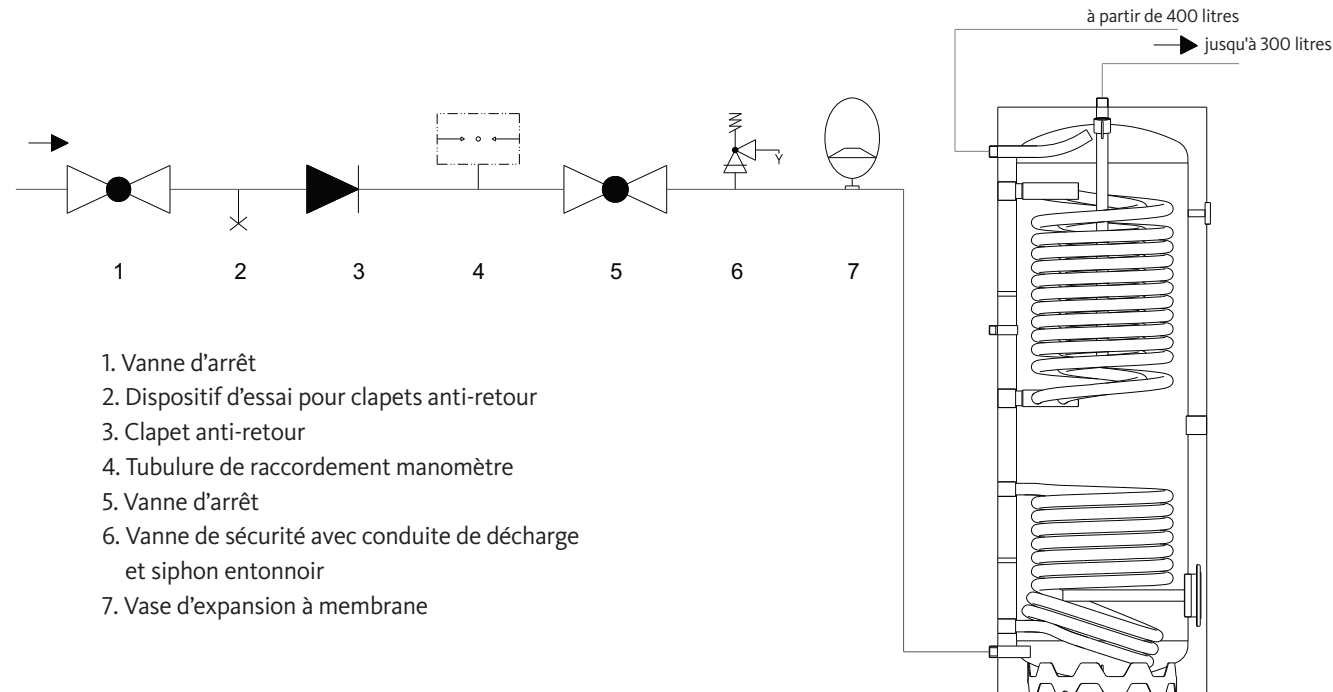 à partir de 400 litres
jusqu'à 300 litres
Y
1 2 3 4 5 6 7
1. Vanne d'arrêt
2. Dispositif d'essai pour clapets anti-retour
3. Clapet anti-retour
4. Tubulure de raccordement manomètre
5. Vanne d'arrêt
6. Vanne de sécurité avec conduite de décharge
et siphon entonnoir
7. Vase d'expansion à membrane